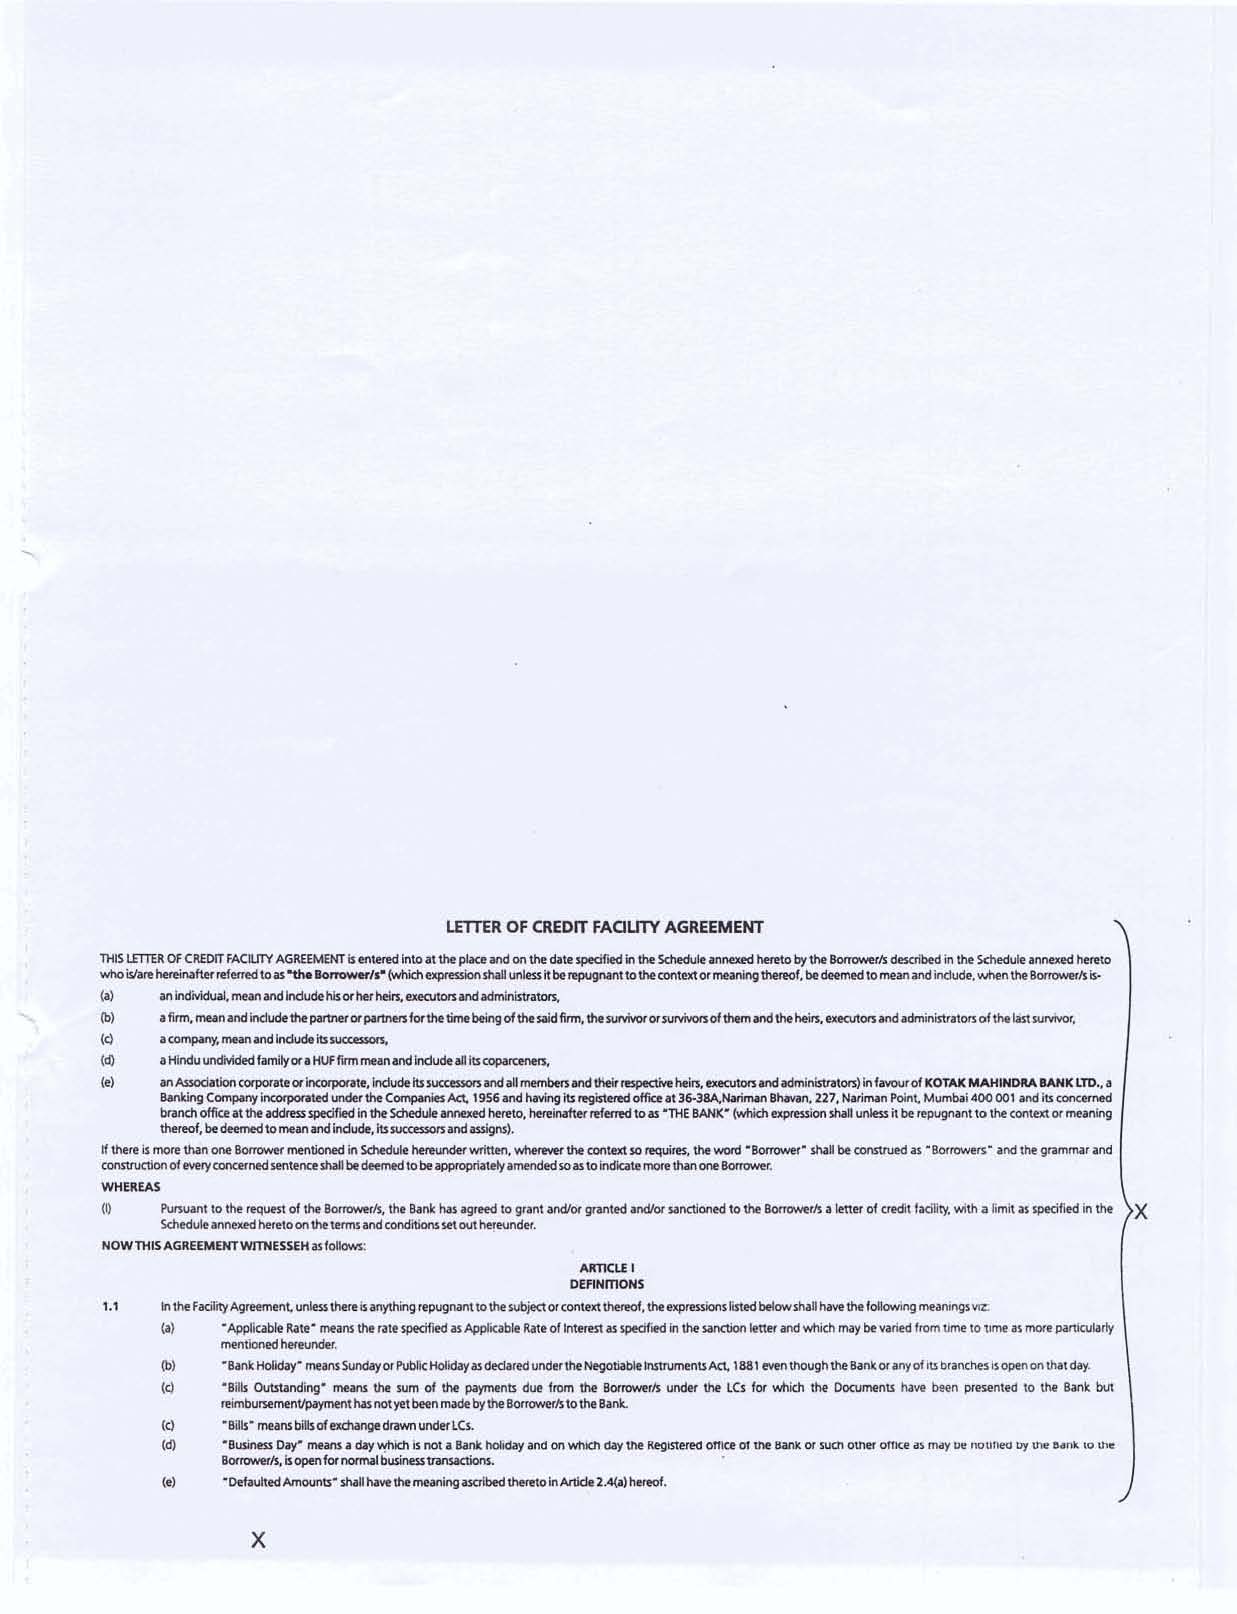 LETTER OF CREDIT FACILITY AGREEMENT
THIS LETTER OF CREDIT FACILITY AGREEMENT is entered into at the place and on the date specified in the Schedule annexed hereto by the Borrower/s described in the Schedule annexed hereto
who is/are hereinafter referred to as "the Borrower/s" (which expression shall unless it be repugnant to the context or meaning thereof, be deemed to mean and include, when the Borrower/s is-
(a) an individual, mean and include his or her heirs, executors and administrators,
(b) a firm, mean and include the partner or partners for the time being of the said firm, the survivor or survivors of them and the heirs, executors and administrators of the last survivor,
(c) a company, mean and include its successors,
(d) a Hindu undivided family or a HUF firm mean and include all its coparceners,
(e) an Association corporate or incorporate, include its successors and all members and their respective heirs, executors and administrators) in favour of KOTAK MAHINDRA BANK LTD., a
Banking Company incorporated under the Companies Act, 1956 and having its registered office at 36-38A,Nariman Bhavan, 227, Nariman Point, Mumbai 400 001 and its concerned
branch office at the address specified in the Schedule annexed hereto, hereinafter referred to as "THE BANK" (which expression shall unless it be repugnant to the context or meaning
thereof, be deemed to mean and include, its successors and assigns).
If there is more than one Borrower mentioned in Schedule hereunder written, wherever the context so requires, the word "Borrower" shall be construed as "Borrowers" and the grammar and
construction of every concerned sentence shall be deemed to be appropriately amended so as to indicate more than one Borrower.
WHEREAS
(I) Pursuant to the request of the Borrower/s, the Bank has agreed to grant and/or granted and/or sanctioned to the Borrower/s a letter of credit facility, with a limit as specified in the
Schedule annexed hereto on the terms and conditions set out hereunder.
X
NOW THIS AGREEMENT WITNESSEH as follows:
ARTICLE I
DEFINITIONS
1.1 In the Facility Agreement, unless there is anything repugnant to the subject or context thereof, the expressions listed below shall have the following meanings viz:
(a) "Applicable Rate" means the rate specified as Applicable Rate of Interest as specified in the sanction letter and which may be varied from time to time as more particularly
mentioned hereunder.
(b) "Bank Holiday" means Sunday or Public Holiday as declared under the Negotiable Instruments Act, 1881 even though the Bank or any of its branches is open on that day.
(c) "Bills Outstanding" means the sum of the payments due from the Borrower/s under the LCs for which the Documents have been presented to the Bank but
reimbursement/payment has not yet been made by the Borrower/s to the Bank.
(c) "Bills" means bills of exchange drawn under LCs.
(d) "Business Day" means a day which is not a Bank holiday and on which day the Registered office of the Bank or such other office as may be notified by the Bank to the
Borrower/s, is open for normal business transactions.
(e) "Defaulted Amounts" shall have the meaning ascribed thereto in Article 2.4(a) hereof.
X